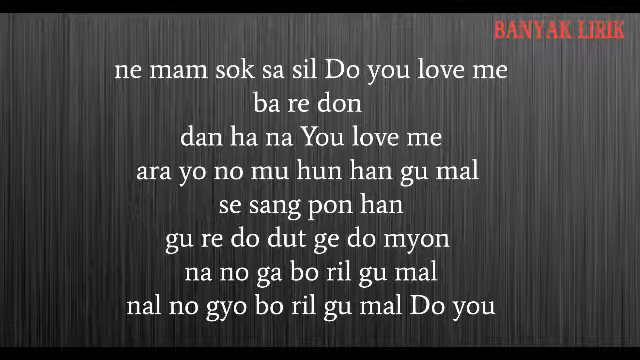 BANYAK LIRIK
ne mam sok sa sil Do you love me
ba re don
dan ha na You love me
ara yo no mu hun han gu mal
se sang pon han
gu re do dut ge do myon
na no ga bo ril gu mal
nal no gyo bo ril gu mal Do you